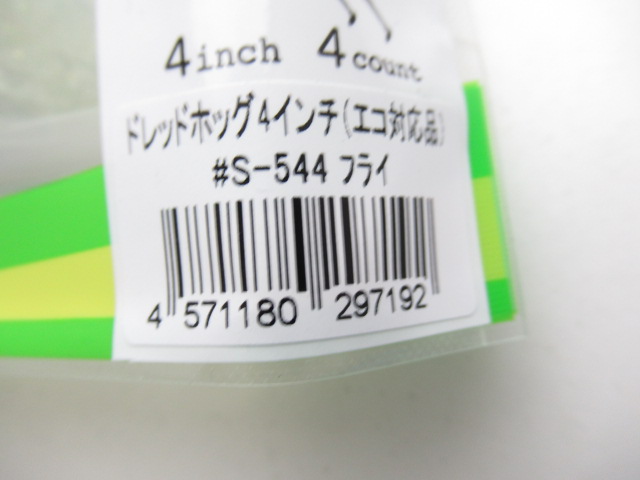 4inch 4count
ドレッドホッグ4インチ(エコ対応品)
#S-544 フライ
4 571180 297192